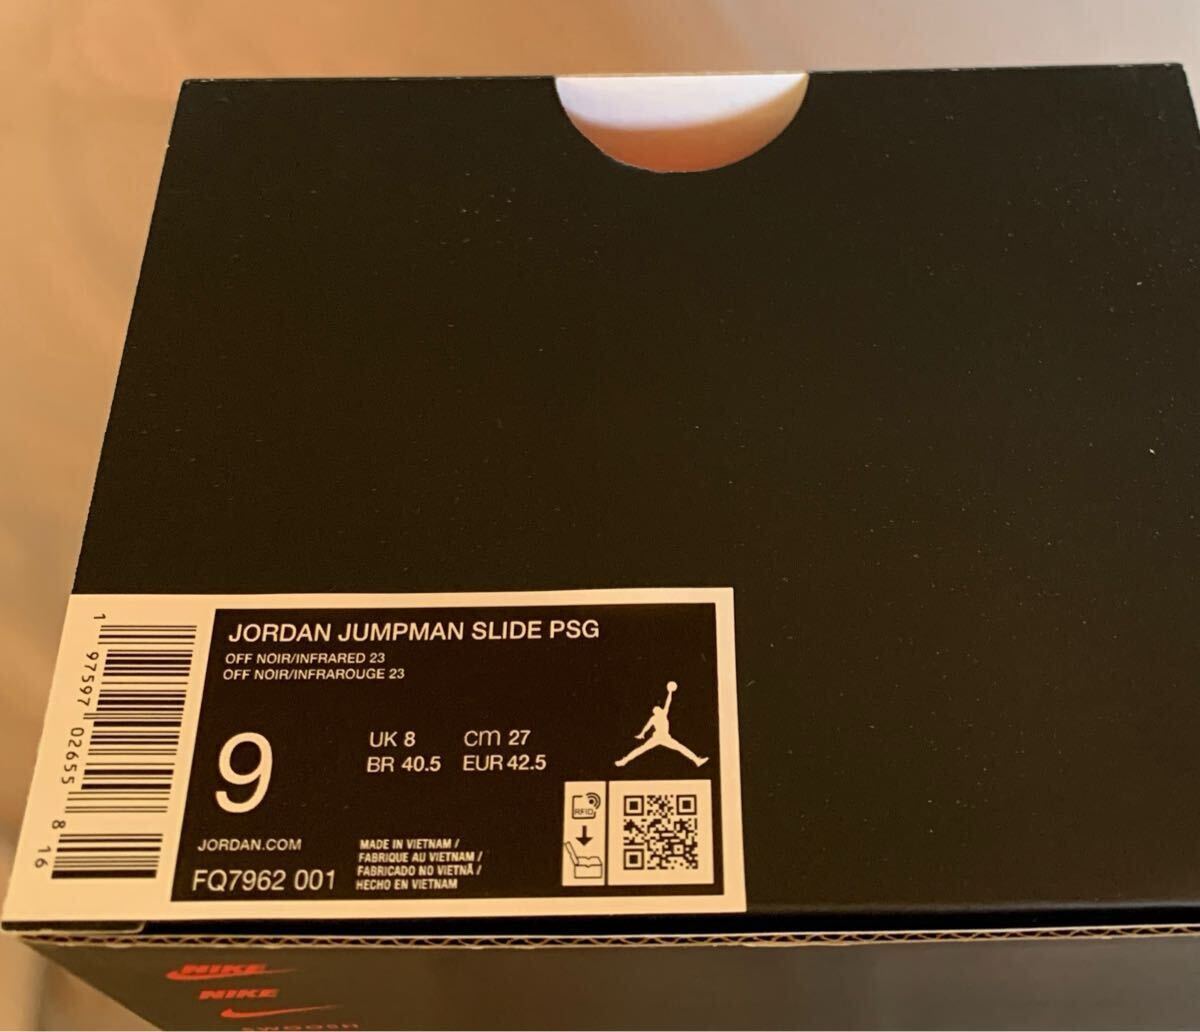 JORDAN JUMPMAN SLIDE PSG
OFF NOIR/INFRARED 23
OFF NOIR/INFRAROUGE 23
9
UK 8 cm 27
BR 40.5 EUR 42.5
JORDAN.COM
FQ7962 001
MADE IN VIETNAM /
FABRIQUE AU VIETNAM /
FABRICADO NO VIETNÃ /
HECHO EN VIETNAM
RFID
1 97597 02655 8 16
NIKE
NIKE
SWOOSH